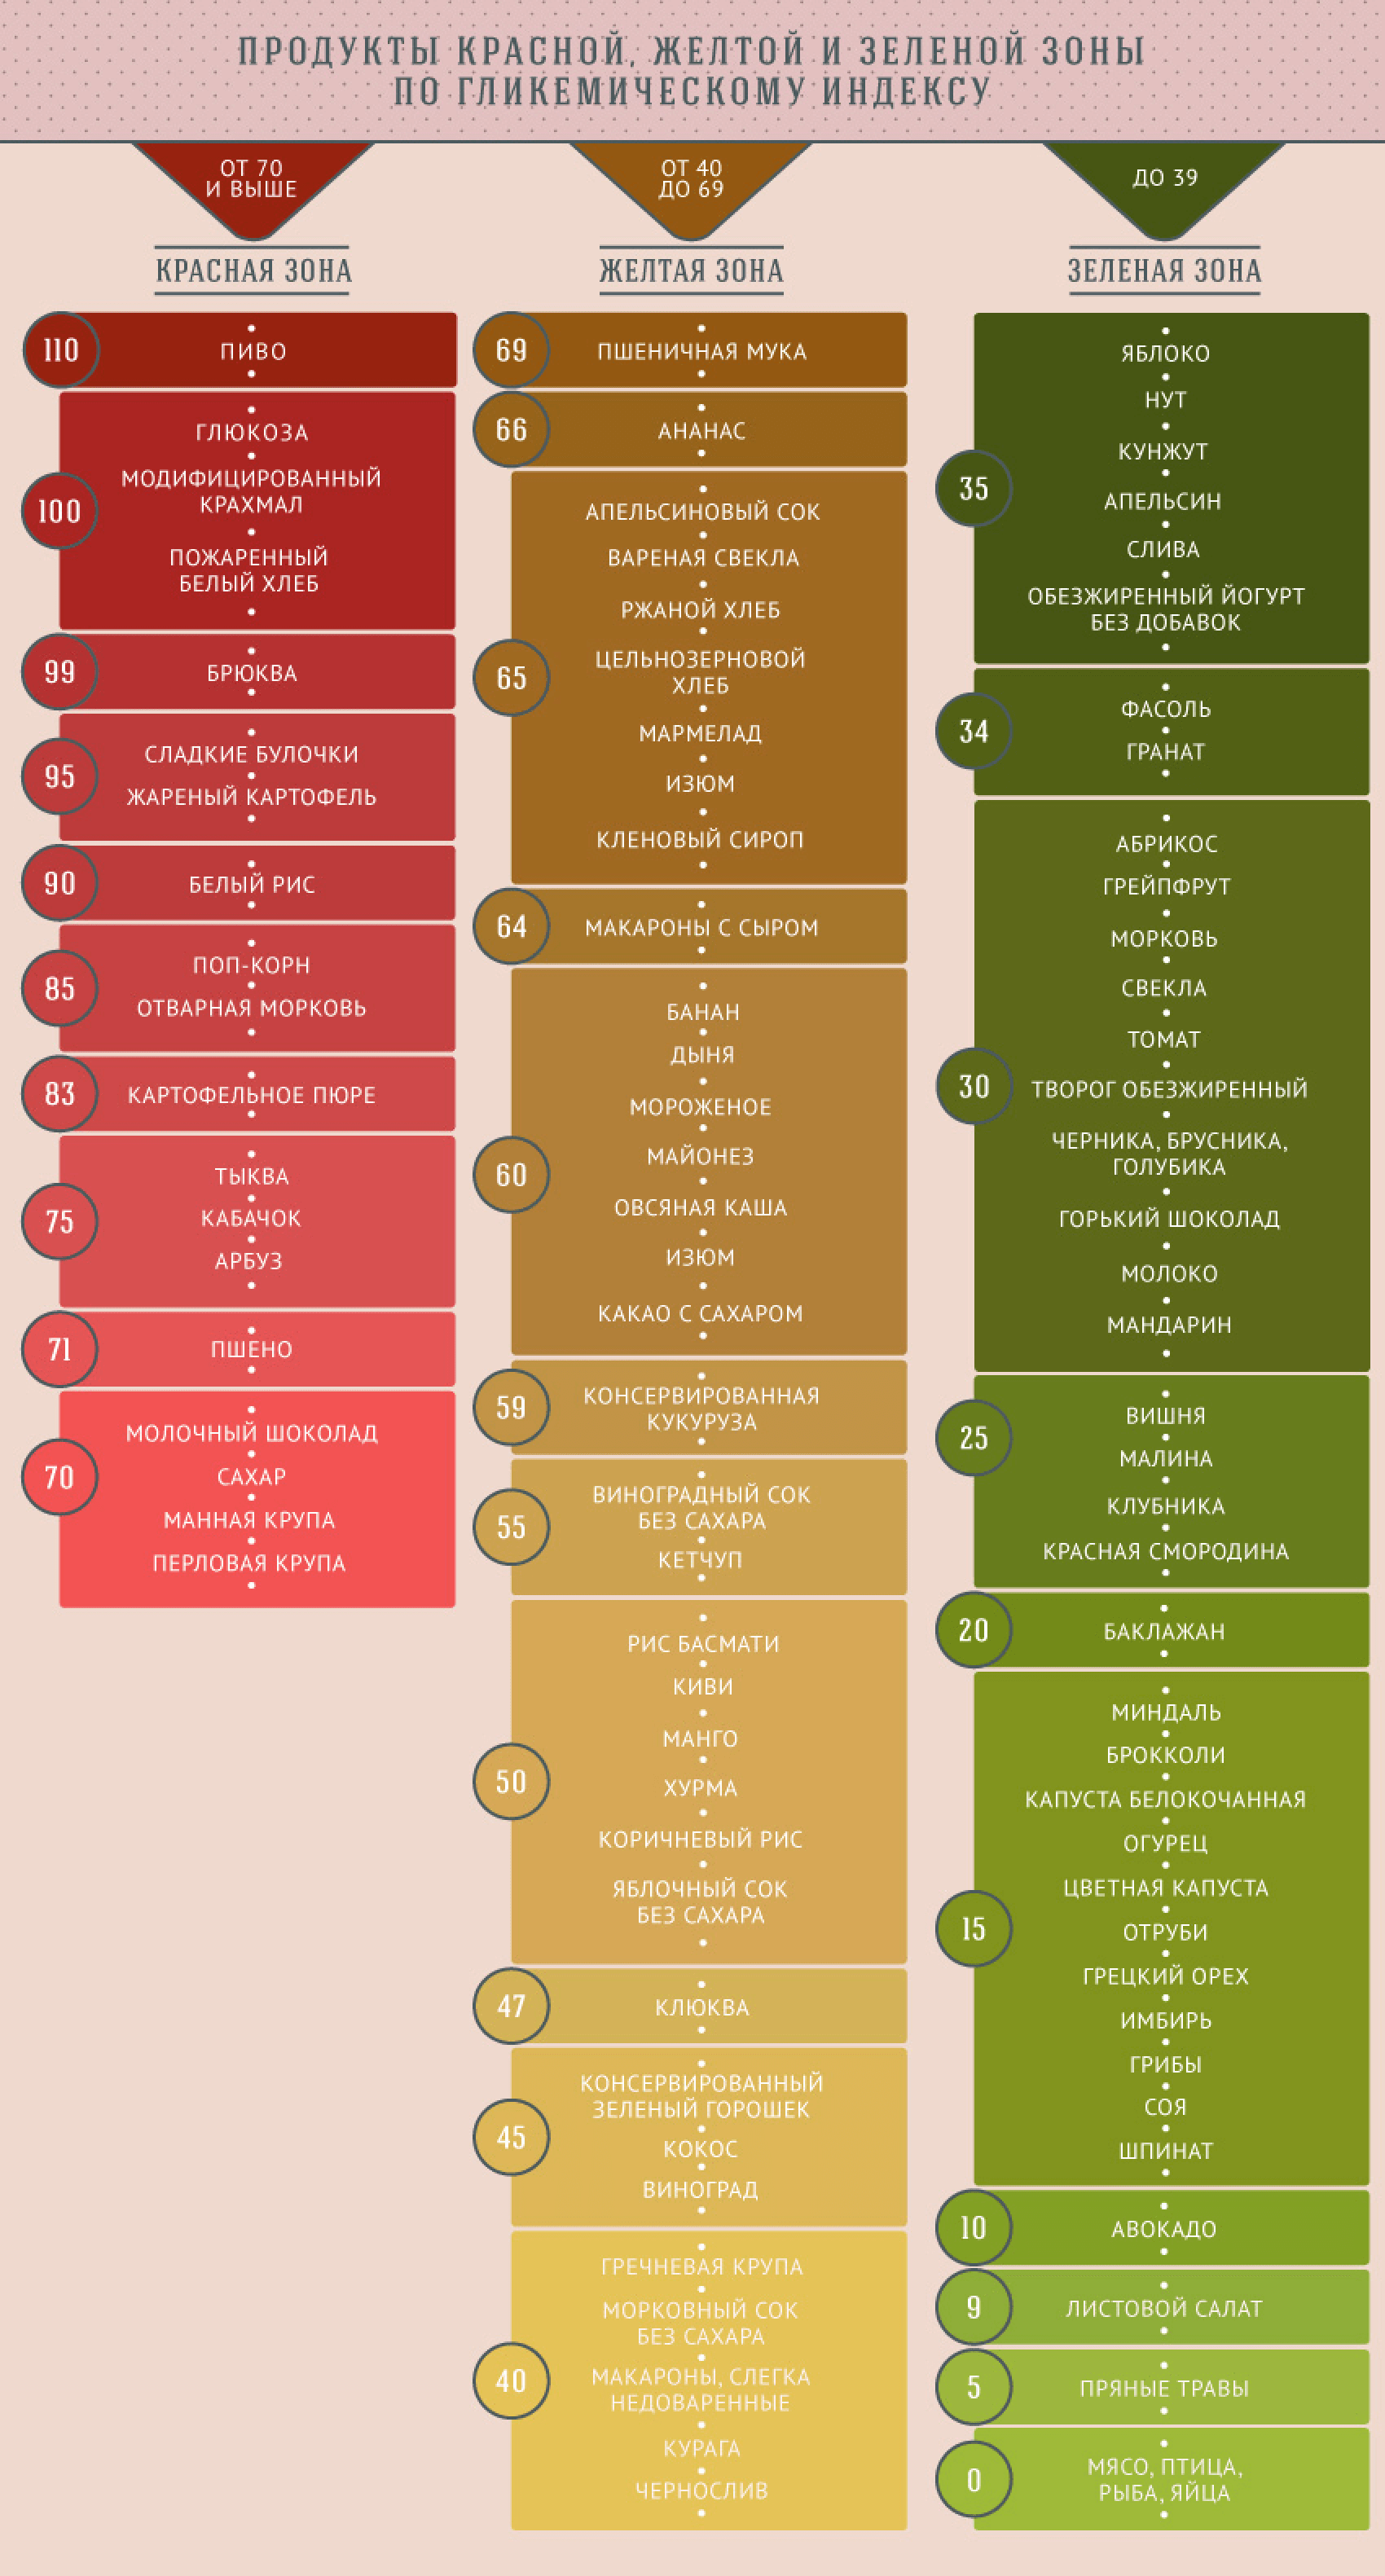 ПРОДУКТЫ КРАСНОЙ, ЖЕЛТОЙ И ЗЕЛЕНОЙ ЗОНЫ
ПО ГЛИКЕМИЧЕСКОМУ ИНДЕКСУ
ОТ 70
И ВЫШЕ
КРАСНАЯ ЗОНА
110
ПИВО
100
ГЛЮКОЗА
МОДИФИЦИРОВАННЫЙ
КРАХМАЛ
ПОЖАРЕННЫЙ
БЕЛЫЙ ХЛЕБ
99
БРЮКВА
95
СЛАДКИЕ БУЛОЧКИ
ЖАРЕНЫЙ КАРТОФЕЛЬ
90
БЕЛЫЙ РИС
85
ПОП-КОРН
ОТВАРНАЯ МОРКОВЬ
83
КАРТОФЕЛЬНОЕ ПЮРЕ
75
ТЫКВА
КАБАЧОК
АРБУЗ
71
ПШЕНО
70
МОЛОЧНЫЙ ШОКОЛАД
САХАР
МАННАЯ КРУПА
ПЕРЛОВАЯ КРУПА
ОТ 40
ДО 69
ЖЕЛТАЯ ЗОНА
69
ПШЕНИЧНАЯ МУКА
66
АНАНАС
65
АПЕЛЬСИНОВЫЙ СОК
ВАРЕНАЯ СВЕКЛА
РЖАНОЙ ХЛЕБ
ЦЕЛЬНОЗЕРНОВОЙ
ХЛЕБ
МАРМЕЛАД
ИЗЮМ
КЛЕНОВЫЙ СИРОП
64
МАКАРОНЫ С СЫРОМ
60
БАНАН
ДЫНЯ
МОРОЖЕНОЕ
МАЙОНЕЗ
ОВСЯНАЯ КАША
ИЗЮМ
КАКАО С САХАРОМ
59
КОНСЕРВИРОВАННАЯ
КУКУРУЗА
55
ВИНОГРАДНЫЙ СОК
БЕЗ САХАРА
КЕТЧУП
50
РИС БАСМАТИ
КИВИ
МАНГО
ХУРМА
КОРИЧНЕВЫЙ РИС
ЯБЛОЧНЫЙ СОК
БЕЗ САХАРА
47
КЛЮКВА
45
КОНСЕРВИРОВАННЫЙ
ЗЕЛЕНЫЙ ГОРОШЕК
КОКОС
ВИНОГРАД
40
ГРЕЧНЕВАЯ КРУПА
МОРКОВНЫЙ СОК
БЕЗ САХАРА
МАКАРОНЫ, СЛЕГКА
НЕДОВАРЕННЫЕ
КУРАГА
ЧЕРНОСЛИВ
ДО 39
ЗЕЛЕНАЯ ЗОНА
35
ЯБЛОКО
НУТ
КУНЖУТ
АПЕЛЬСИН
СЛИВА
ОБЕЗЖИРЕННЫЙ ЙОГУРТ
БЕЗ ДОБАВОК
34
ФАСОЛЬ
ГРАНАТ
30
АБРИКОС
ГРЕЙПФРУТ
МОРКОВЬ
СВЕКЛА
ТОМАТ
ТВОРОГ ОБЕЗЖИРЕННЫЙ
ЧЕРНИКА, БРУСНИКА,
ГОЛУБИКА
ГОРЬКИЙ ШОКОЛАД
МОЛОКО
МАНДАРИН
25
ВИШНЯ
МАЛИНА
КЛУБНИКА
КРАСНАЯ СМОРОДИНА
20
БАКЛАЖАН
15
МИНДАЛЬ
БРОККОЛИ
КАПУСТА БЕЛОКОЧАННАЯ
ОГУРЕЦ
ЦВЕТНАЯ КАПУСТА
ОТРУБИ
ГРЕЦКИЙ ОРЕХ
ИМБИРЬ
ГРИБЫ
СОЯ
ШПИНАТ
10
АВОКАДО
9
ЛИСТОВОЙ САЛАТ
5
ПРЯНЫЕ ТРАВЫ
0
МЯСО, ПТИЦА,
РЫБА, ЯЙЦА